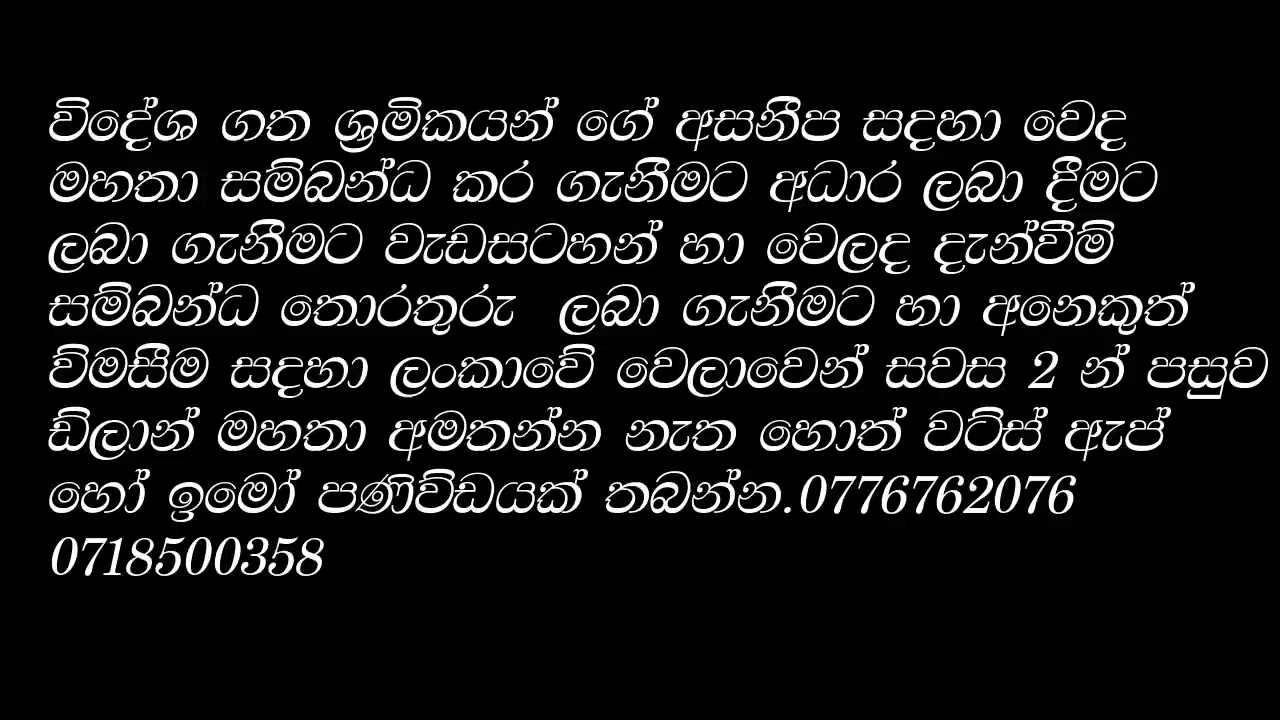 විදේශ ගත ශ්‍රමිකයන් ගේ අසනීප සදහා වෙද
මහතා සම්බන්ධ කර ගැනීමට අධාර ලබා දීමට
ලබා ගැනීමට වැඩසටහන් හා වෙලද දැන්වීම්
සම්බන්ධ තොරතුරු ලබා ගැනීමට හා අනෙකුත්
විමසීම සදහා ලංකාවේ වෙලාවෙන් සවස 2 න් පසුව
ඩිලාන් මහතා අමතන්න නැත හොත් වට්ස් ඇප්
හෝ ඉමෝ පණිව්ඩයක් තබන්න.0776762076
0718500358